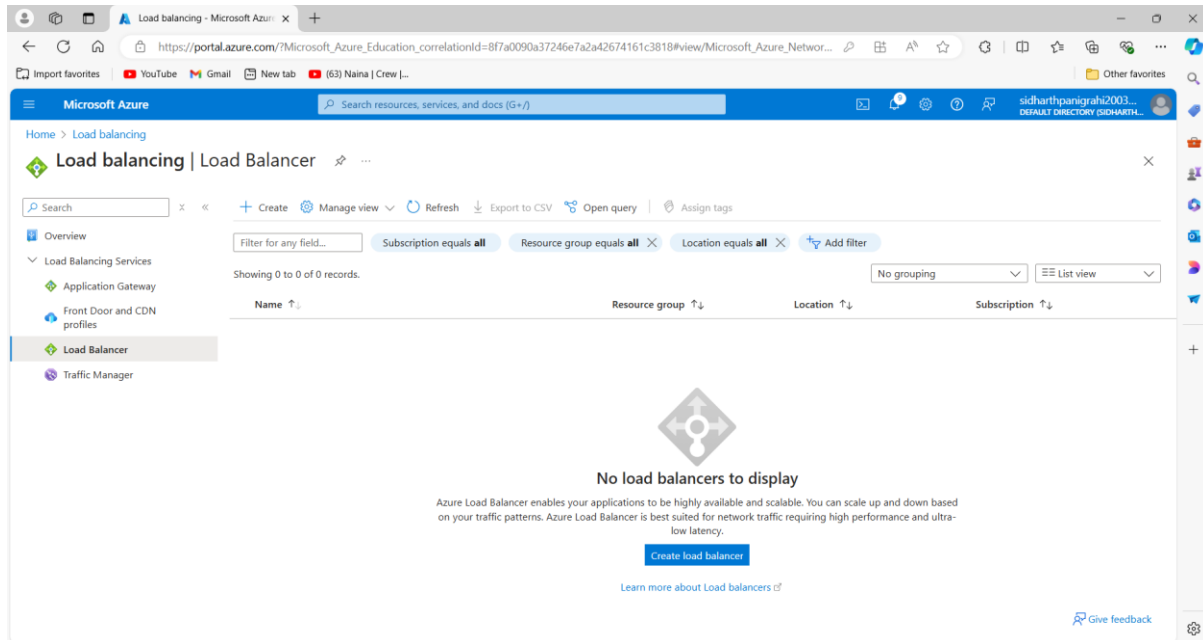 Load balancing - Microsoft Azure
https://portal.azure.com/?Microsoft_Azure_Education_correlationId=8f7a0090a37246e7a2a42674161c3818#view/Microsoft_Azure_Networ...
Import favorites YouTube Gmail New tab (63) Naina | Crew |... Other favorites
Microsoft Azure Search resources, services, and docs (G+/) 9 sidharthpanigrahi2003...
DEFAULT DIRECTORY (SIDHARTH...
Home > Load balancing
Load balancing | Load Balancer ...
Search Create Manage view Refresh Export to CSV Open query Assign tags
Overview
Load Balancing Services
Application Gateway
Front Door and CDN
profiles
Load Balancer
Traffic Manager
Filter for any field... Subscription equals all Resource group equals all Location equals all Add filter
Showing 0 to 0 of 0 records. No grouping List view
Name ↑↓ Resource group ↑↓ Location ↑↓ Subscription ↑↓
No load balancers to display
Azure Load Balancer enables your applications to be highly available and scalable. You can scale up and down based
on your traffic patterns. Azure Load Balancer is best suited for network traffic requiring high performance and ultra-
low latency.
Create load balancer
Learn more about Load balancers
Give feedback